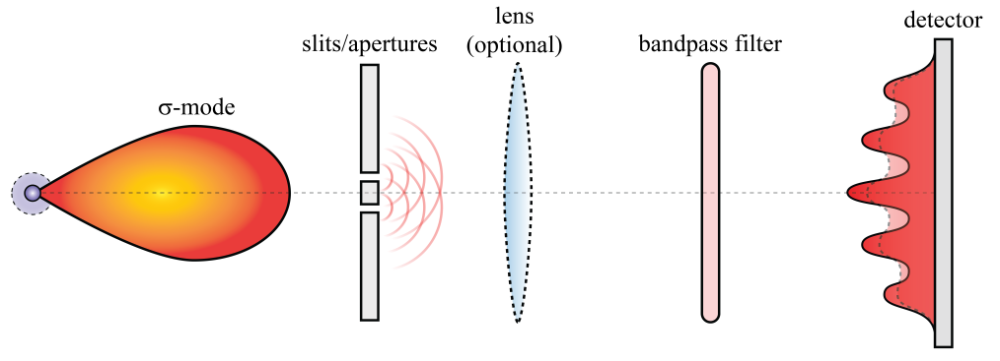 σ-mode
slits/apertures
lens
(optional)
bandpass filter
detector